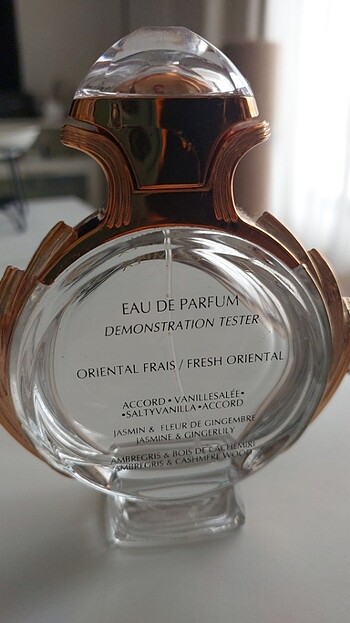 EAU DE PARFUM
DEMONSTRATION TESTER
ORIENTAL FRAIS / FRESH ORIENTAL
ACCORD • VANILLESALÉE•
•SALTYVANILLA•ACCORD
JASMIN & FLEUR DE GINGEMBRE
JASMINE & GINGERLILY
AMBREGRIS & BOIS DE CACHEMIRE
AMBREGRIS & CASHMERE WOOD